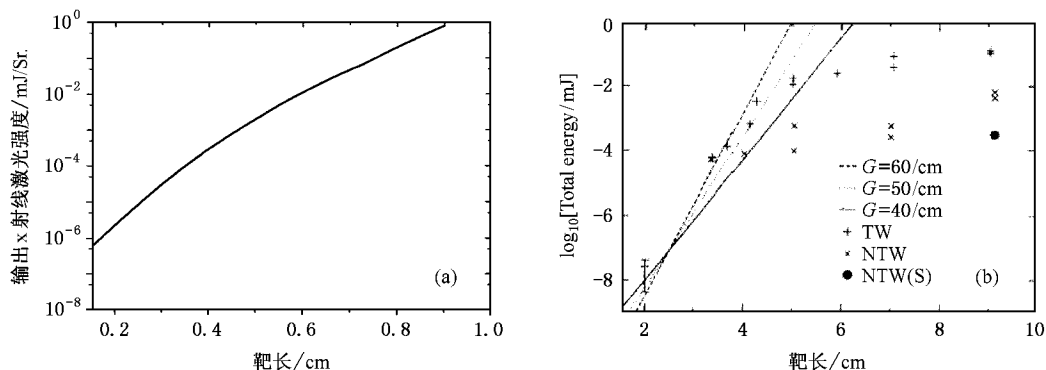 10^0
10^-2
10^-4
10^-6
10^-8
输出x射线激光强度/mJ/Sr.
(a)
0.2 0.4 0.6 0.8 1.0
靶长/cm
0
-2
-4
-6
-8
log10[Total energy/mJ]
G=60/cm
G=50/cm
G=40/cm
TW
NTW
NTW(S)
(b)
2 4 6 8 10
靶长/cm